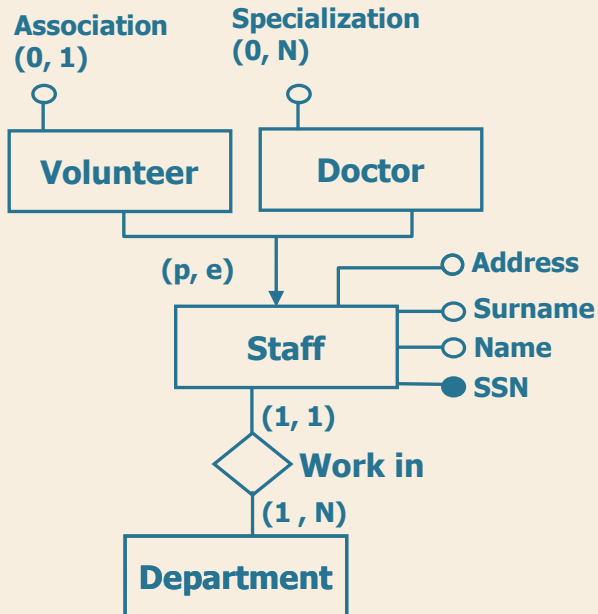 Association
(0, 1)
Specialization
(0, N)
Volunteer
Doctor
(p, e)
Address
Surname
Name
SSN
Staff
(1, 1)
Work in
(1 , N)
Department